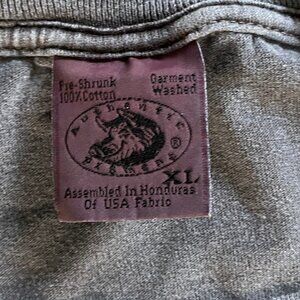 Pre-Shrunk
100% Cotton
Garment
Washed
Authentic
Pigment
®
XL
Assembled In Honduras
Of USA Fabric